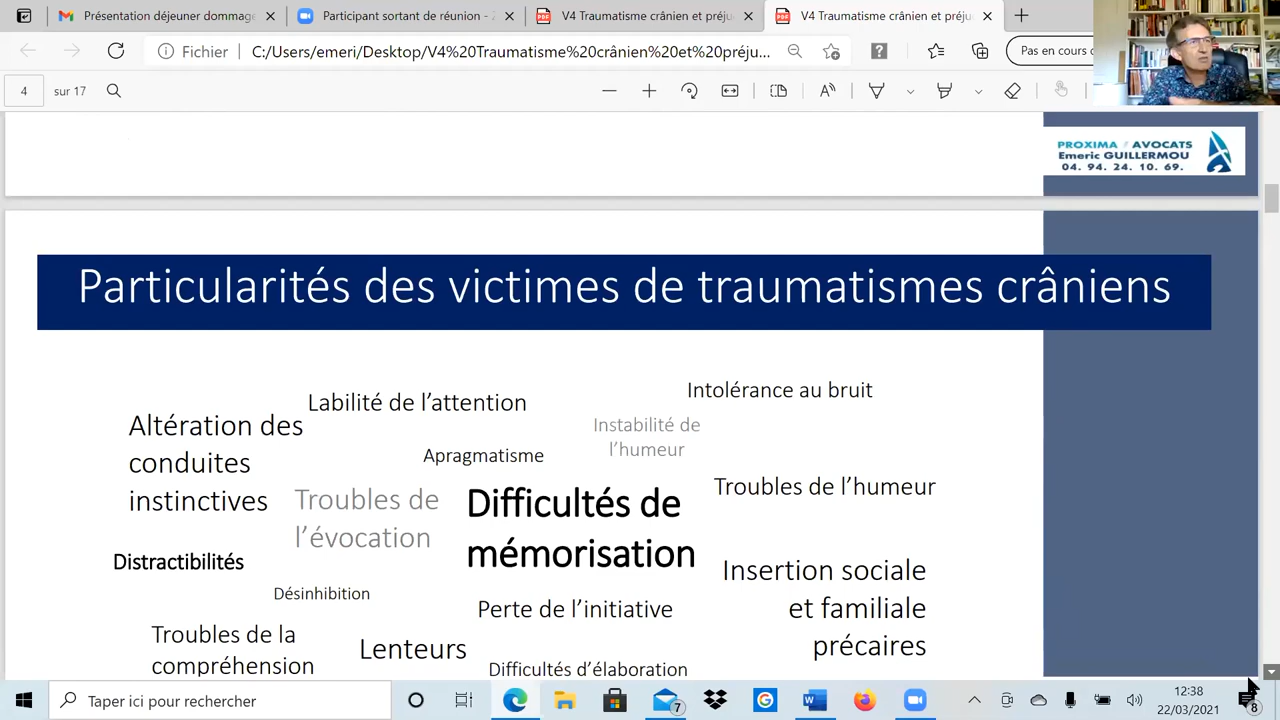 Présentation déjeuner dommage
Participant sortant de réunion - Z
V4 Traumatisme crânien et préju
V4 Traumatisme crânien et préju
Fichier
C:/Users/emeri/Desktop/V4%20Traumatisme%20crânien%20et%20préju...
Pas en cours d
4 sur 17
PROXIMA AVOCATS
Emeric GUILLERMOU
04. 94. 24. 10. 69.
Particularités des victimes de traumatismes crâniens
Intolérance au bruit
Labilité de l’attention
Altération des
conduites
instinctives
Instabilité de
l’humeur
Apragmatisme
Troubles de l’humeur
Troubles de
l’évocation
Difficultés de
mémorisation
Distractibilités
Insertion sociale
et familiale
précaires
Désinhibition
Perte de l’initiative
Troubles de la
compréhension
Lenteurs
Difficultés d’élaboration
Taper ici pour rechercher
7
12:38
22/03/2021
8